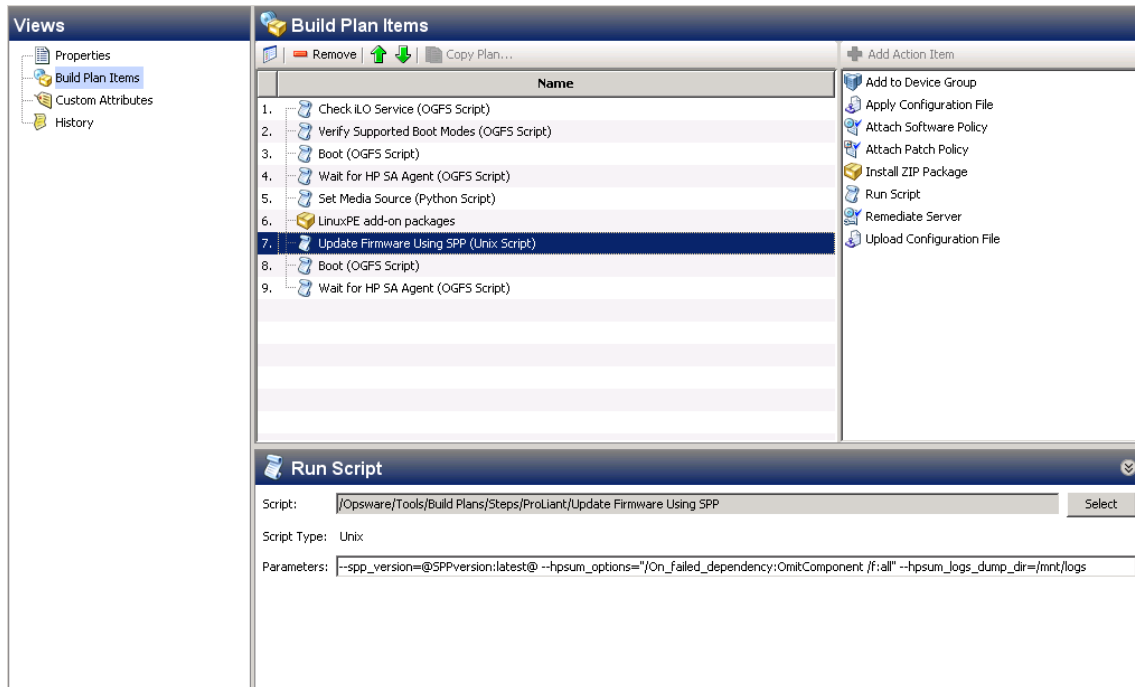 Views
Properties
Build Plan Items
Custom Attributes
History
Build Plan Items
Remove
Copy Plan...
Name
1. Check iLO Service (OGFS Script)
2. Verify Supported Boot Modes (OGFS Script)
3. Boot (OGFS Script)
4. Wait for HP SA Agent (OGFS Script)
5. Set Media Source (Python Script)
6. LinuxPE add-on packages
7. Update Firmware Using SPP (Unix Script)
8. Boot (OGFS Script)
9. Wait for HP SA Agent (OGFS Script)
Add Action Item
Add to Device Group
Apply Configuration File
Attach Software Policy
Attach Patch Policy
Install ZIP Package
Run Script
Remediate Server
Upload Configuration File
Run Script
Script: /Opsware/Tools/Build Plans/Steps/ProLiant/Update Firmware Using SPP Select
Script Type: Unix
Parameters: --spp_version=@SPPversion:latest@ --hpsum_options="/On_failed_dependency:OmitComponent /f:all" --hpsum_logs_dump_dir=/mnt/logs